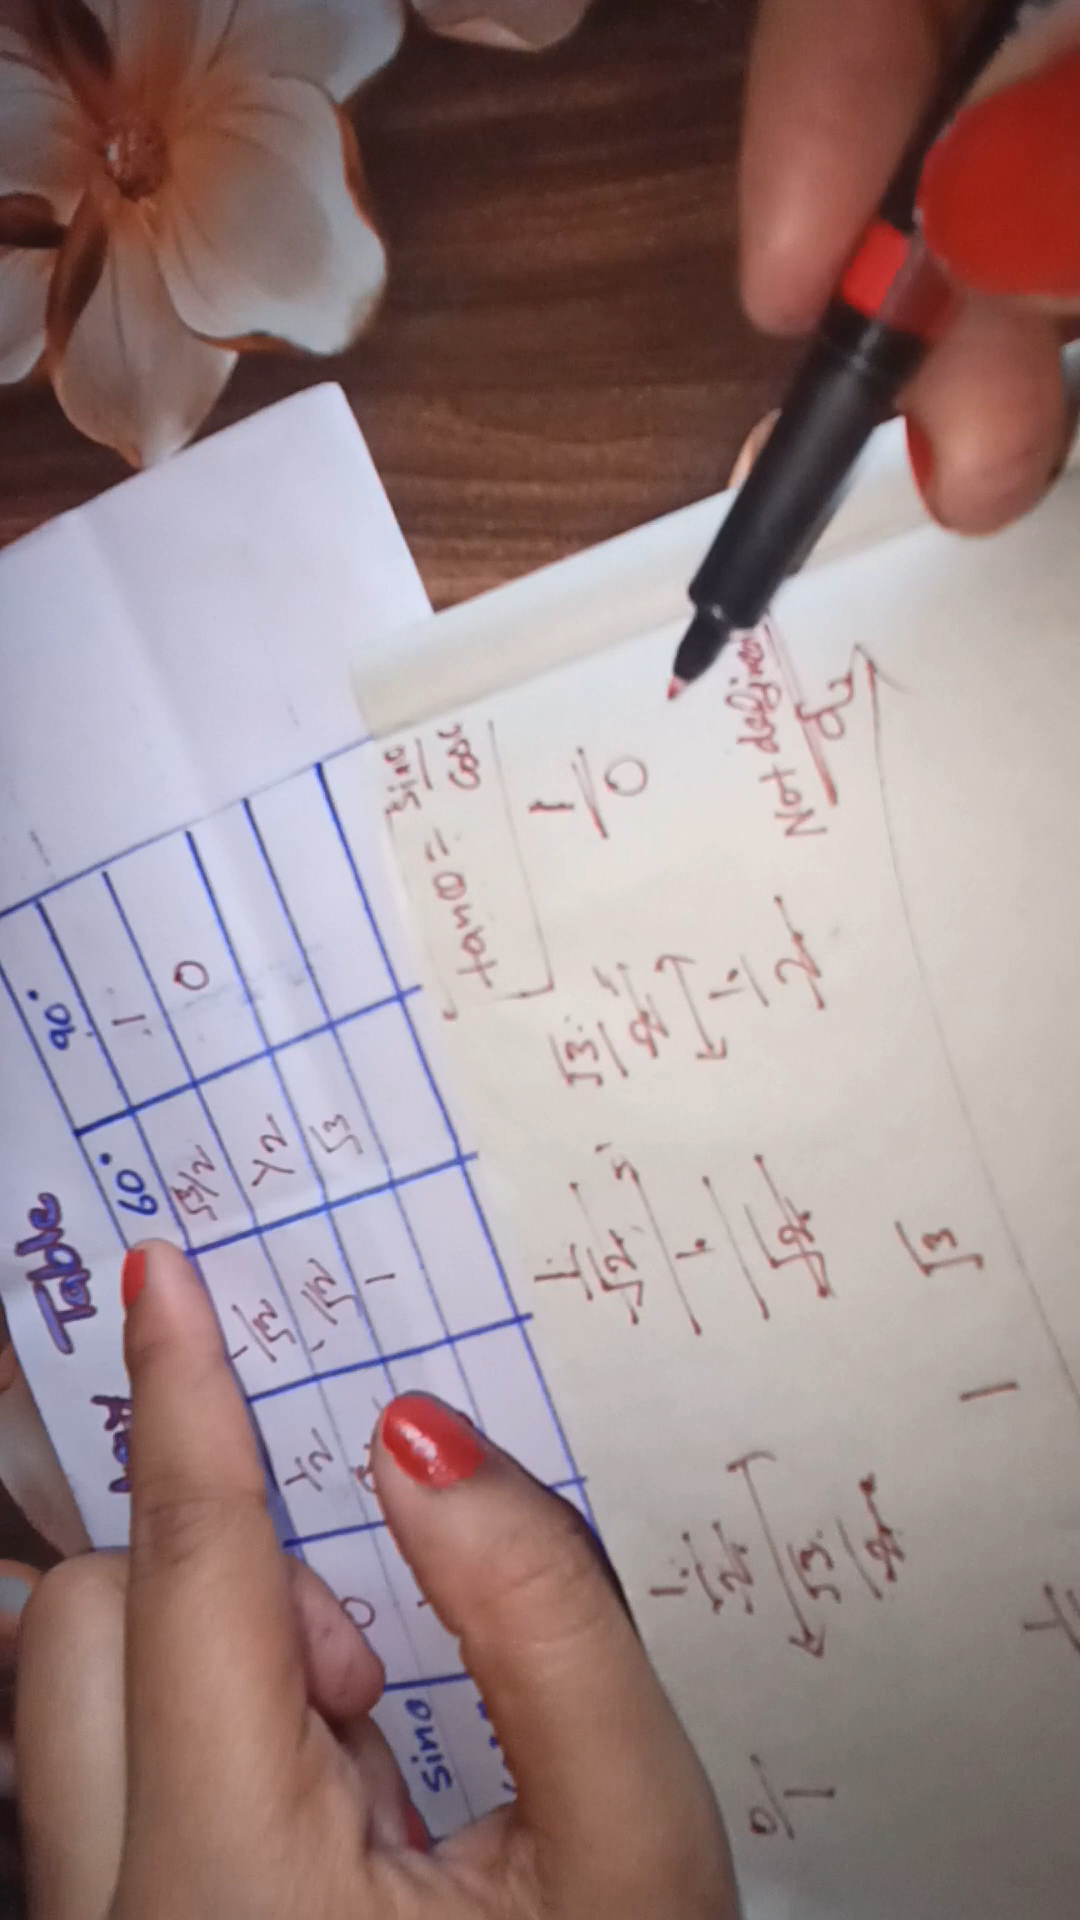 Table
60° 90°
sinθ 0 1/2 1/√2 √3/2 1
1/√2 1/2 0
1 √3
tanθ = sinθ/cosθ
0/1 1/2 / √3/2 1/√2 / 1/√2 √3/2 / 1/2 1/0
1 √3 Not define